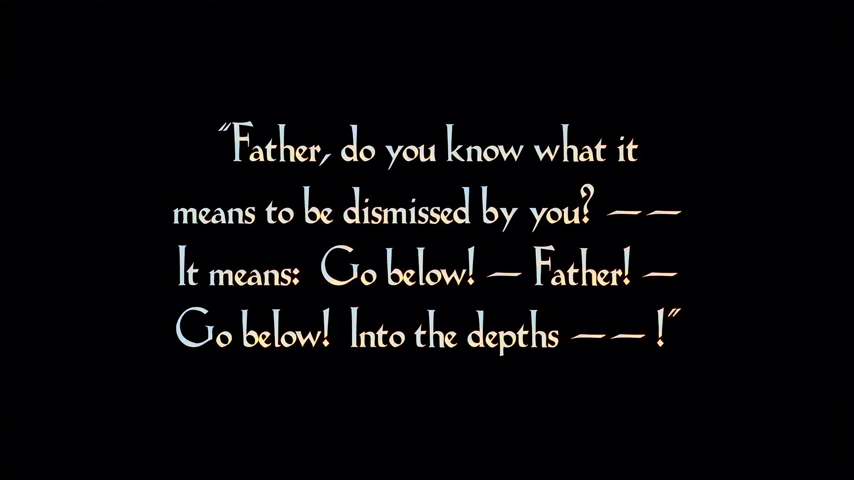 "Father, do you know what it
means to be dismissed by you? — —
It means: Go below! — Father! —
Go below! Into the depths — — !"